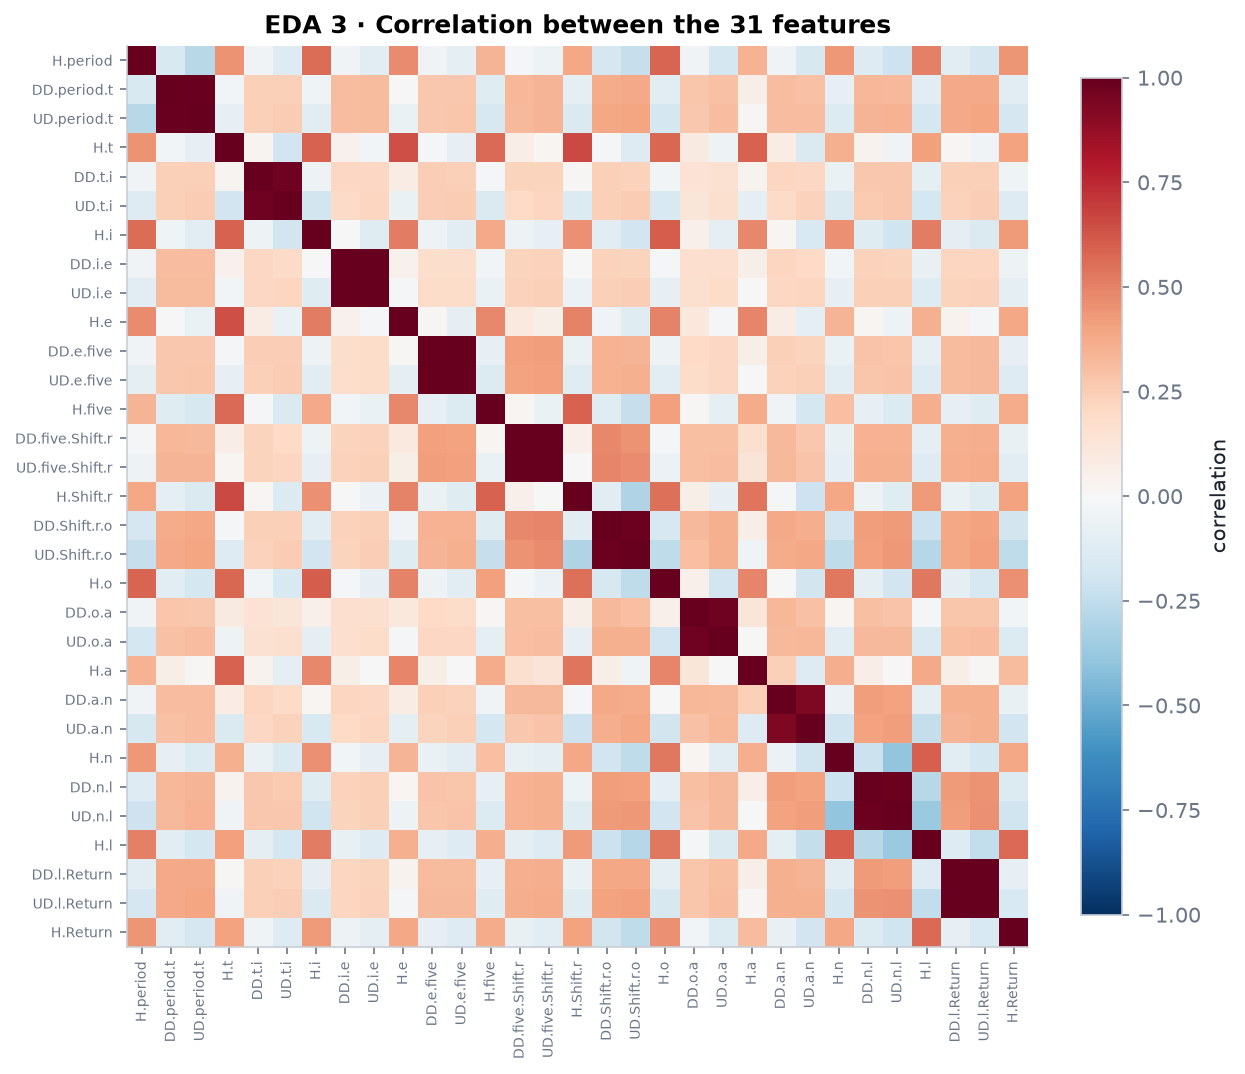 EDA 3 · Correlation between the 31 features
H.period
DD.period.t
UD.period.t
H.t
DD.t.i
UD.t.i
H.i
DD.i.e
UD.i.e
H.e
DD.e.five
UD.e.five
H.five
DD.five.Shift.r
UD.five.Shift.r
H.Shift.r
DD.Shift.r.o
UD.Shift.r.o
H.o
DD.o.a
UD.o.a
H.a
DD.a.n
UD.a.n
H.n
DD.n.l
UD.n.l
H.l
DD.l.Return
UD.l.Return
H.Return
H.period
DD.period.t
UD.period.t
H.t
DD.t.i
UD.t.i
H.i
DD.i.e
UD.i.e
H.e
DD.e.five
UD.e.five
H.five
DD.five.Shift.r
UD.five.Shift.r
H.Shift.r
DD.Shift.r.o
UD.Shift.r.o
H.o
DD.o.a
UD.o.a
H.a
DD.a.n
UD.a.n
H.n
DD.n.l
UD.n.l
H.l
DD.l.Return
UD.l.Return
H.Return
1.00
0.75
0.50
0.25
0.00
−0.25
−0.50
−0.75
−1.00
correlation